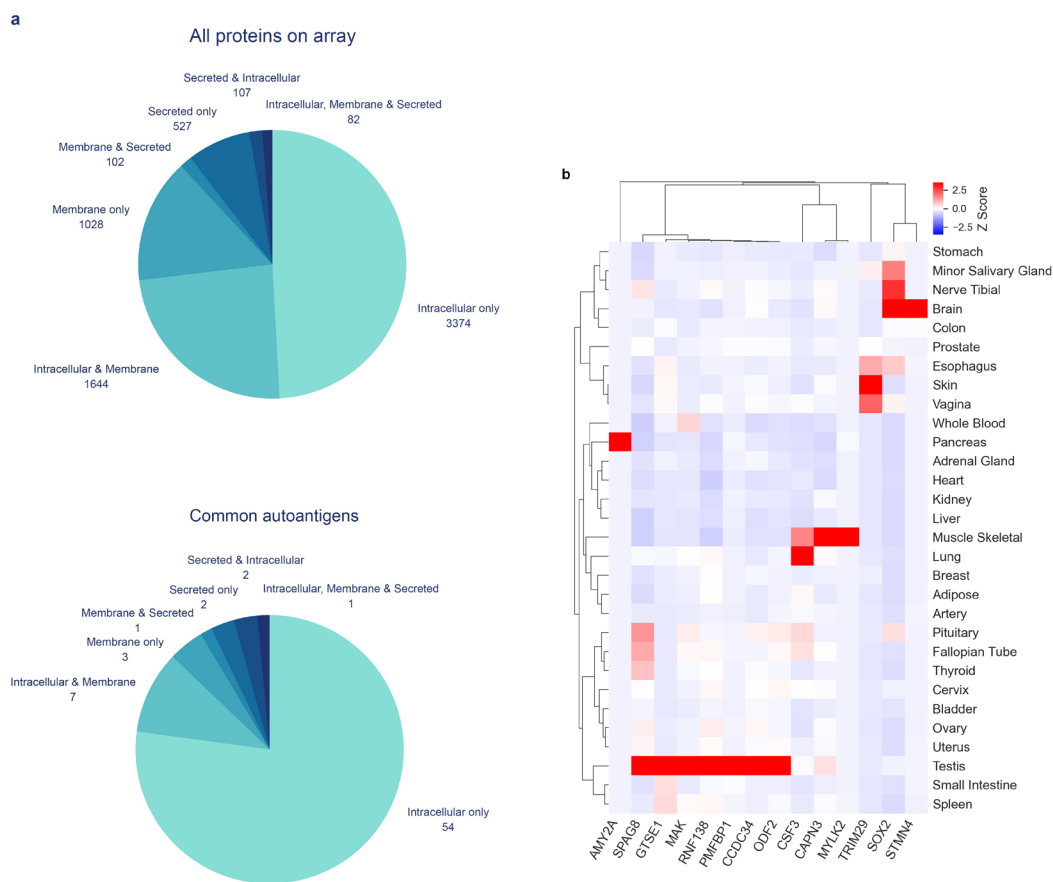 a
All proteins on array
Secreted & Intracellular
107
Intracellular, Membrane & Secreted
82
Secreted only
527
Membrane & Secreted
102
Membrane only
1028
Intracellular only
3374
Intracellular & Membrane
1644
Common autoantigens
Secreted & Intracellular
2
Intracellular, Membrane & Secreted
1
Secreted only
2
Membrane & Secreted
1
Membrane only
3
Intracellular & Membrane
7
Intracellular only
54
b
2.5
0.0
−2.5
Z Score
Stomach
Minor Salivary Gland
Nerve Tibial
Brain
Colon
Prostate
Esophagus
Skin
Vagina
Whole Blood
Pancreas
Adrenal Gland
Heart
Kidney
Liver
Muscle Skeletal
Lung
Breast
Adipose
Artery
Pituitary
Fallopian Tube
Thyroid
Cervix
Bladder
Ovary
Uterus
Testis
Small Intestine
Spleen
AMY2A
SPAG8
GTSE1
MAK
RNF138
PMFBP1
CCDC34
ODF2
CSF3
CAPN3
MYLK2
TRIM29
SOX2
STMN4